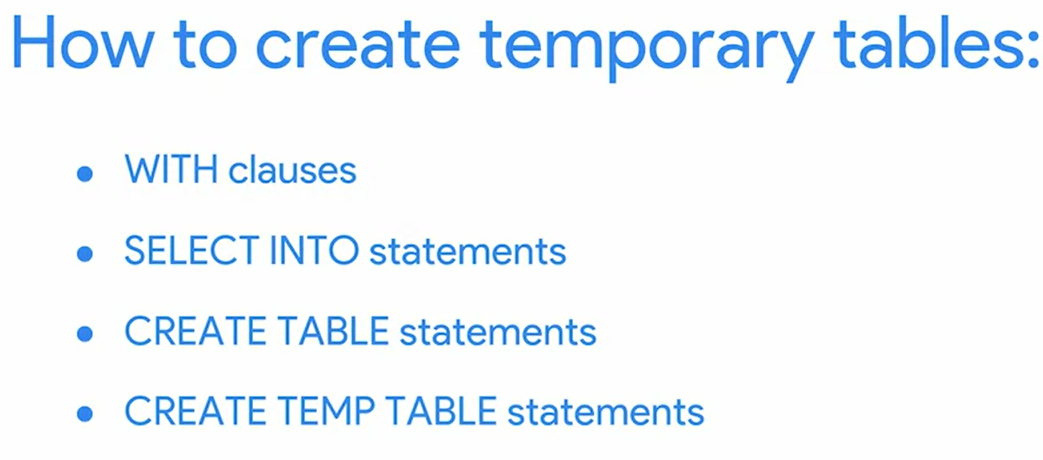 How to create temporary tables:
● WITH clauses
● SELECT INTO statements
● CREATE TABLE statements
● CREATE TEMP TABLE statements